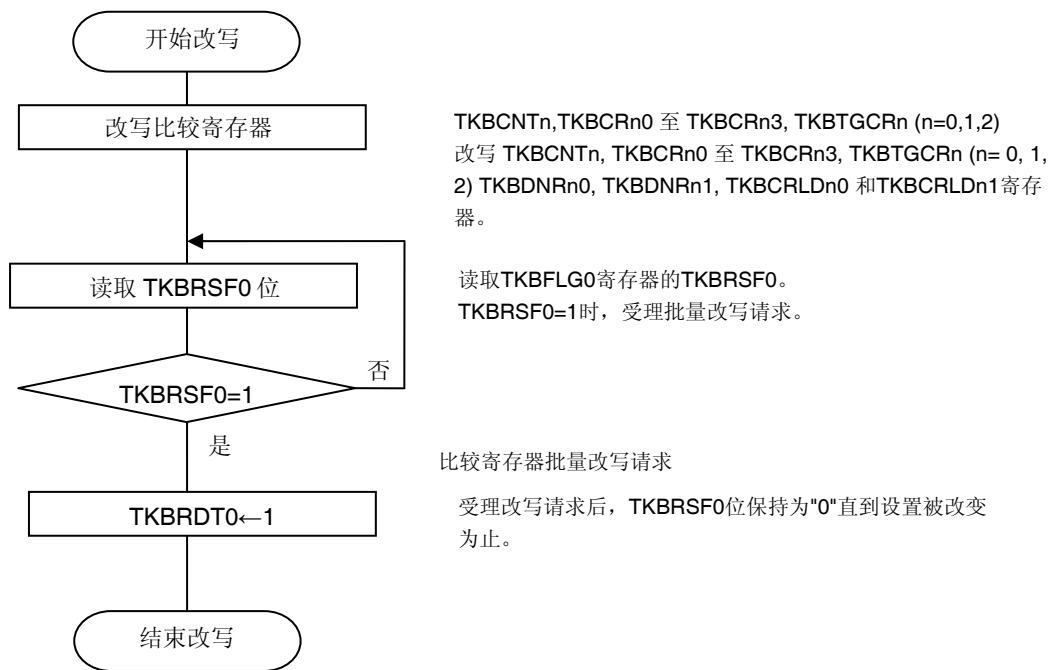 开始改写
改写比较寄存器
TKBCNTn,TKBCRn0 至 TKBCRn3, TKBTGCRn (n=0,1,2)
改写 TKBCNTn, TKBCRn0 至 TKBCRn3, TKBTGCRn (n= 0, 1,
2) TKBDNRn0, TKBDNRn1, TKBCRLDn0 和TKBCRLDn1寄存
器。
读取 TKBRSF0 位
读取TKBFLG0寄存器的TKBRSF0。
TKBRSF0=1时，受理批量改写请求。
TKBRSF0=1
否
是
比较寄存器批量改写请求
TKBRDT0←1
受理改写请求后，TKBRSF0位保持为"0"直到设置被改变
为止。
结束改写